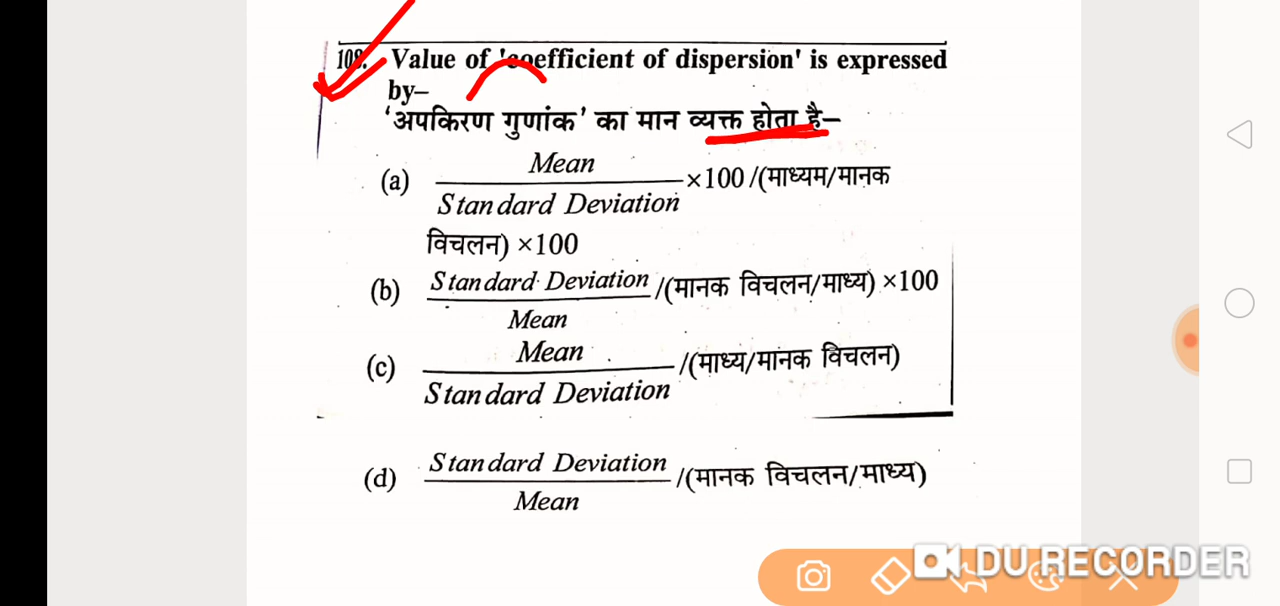 108. Value of 'coefficient of dispersion' is expressed
by–
'अपकिरण गुणांक' का मान व्यक्त होता है–
(a) Mean / Standard Deviation ×100 /(माध्यम/मानक
विचलन) ×100
(b) Standard Deviation / Mean /(मानक विचलन/माध्य) ×100
(c) Mean / Standard Deviation /(माध्य/मानक विचलन)
(d) Standard Deviation / Mean /(मानक विचलन/माध्य)
DU RECORDER